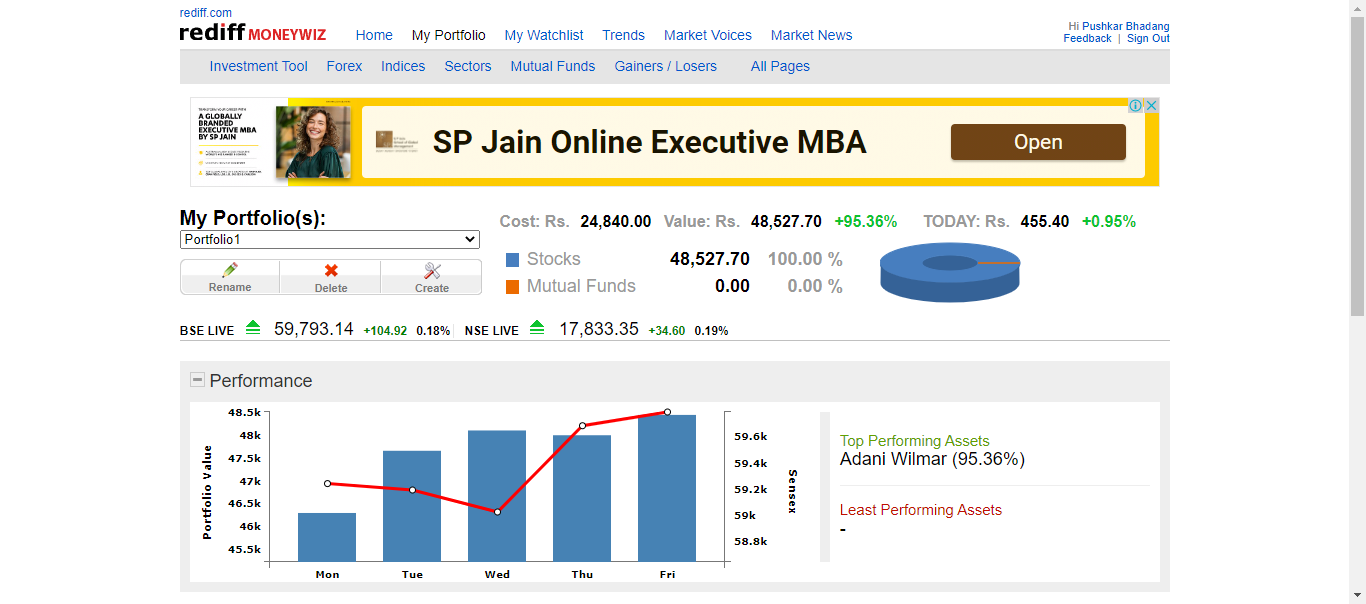 rediff.com
rediff MONEYWIZ
Home My Portfolio My Watchlist Trends Market Voices Market News
Hi Pushkar Bhadang
Feedback | Sign Out
Investment Tool Forex Indices Sectors Mutual Funds Gainers / Losers All Pages
A GLOBALLY
BRANDED
EXECUTIVE MBA
BY SP JAIN
SP Jain Online Executive MBA
Open
My Portfolio(s):
Portfolio1
Rename Delete Create
Cost: Rs. 24,840.00 Value: Rs. 48,527.70 +95.36% TODAY: Rs. 455.40 +0.95%
Stocks 48,527.70 100.00 %
Mutual Funds 0.00 0.00 %
BSE LIVE 59,793.14 +104.92 0.18% NSE LIVE 17,833.35 +34.60 0.19%
Performance
Portfolio Value
48.5k
48k
47.5k
47k
46.5k
46k
45.5k
Mon Tue Wed Thu Fri
59.6k
59.4k
59.2k
59k
58.8k
Sensex
Top Performing Assets
Adani Wilmar (95.36%)
Least Performing Assets
-